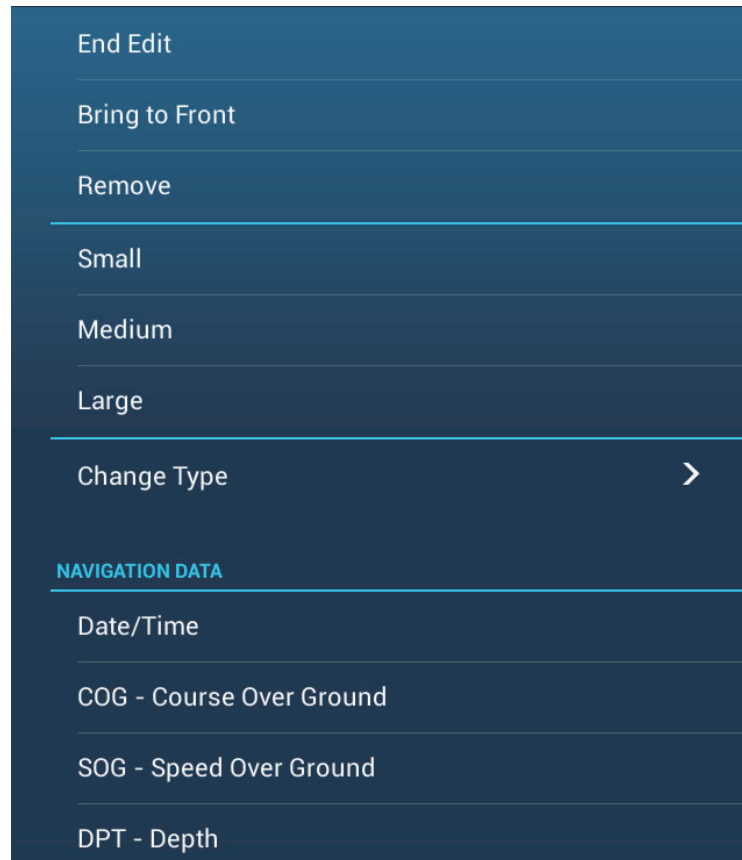 End Edit
Bring to Front
Remove
Small
Medium
Large
Change Type
NAVIGATION DATA
Date/Time
COG - Course Over Ground
SOG - Speed Over Ground
DPT - Depth